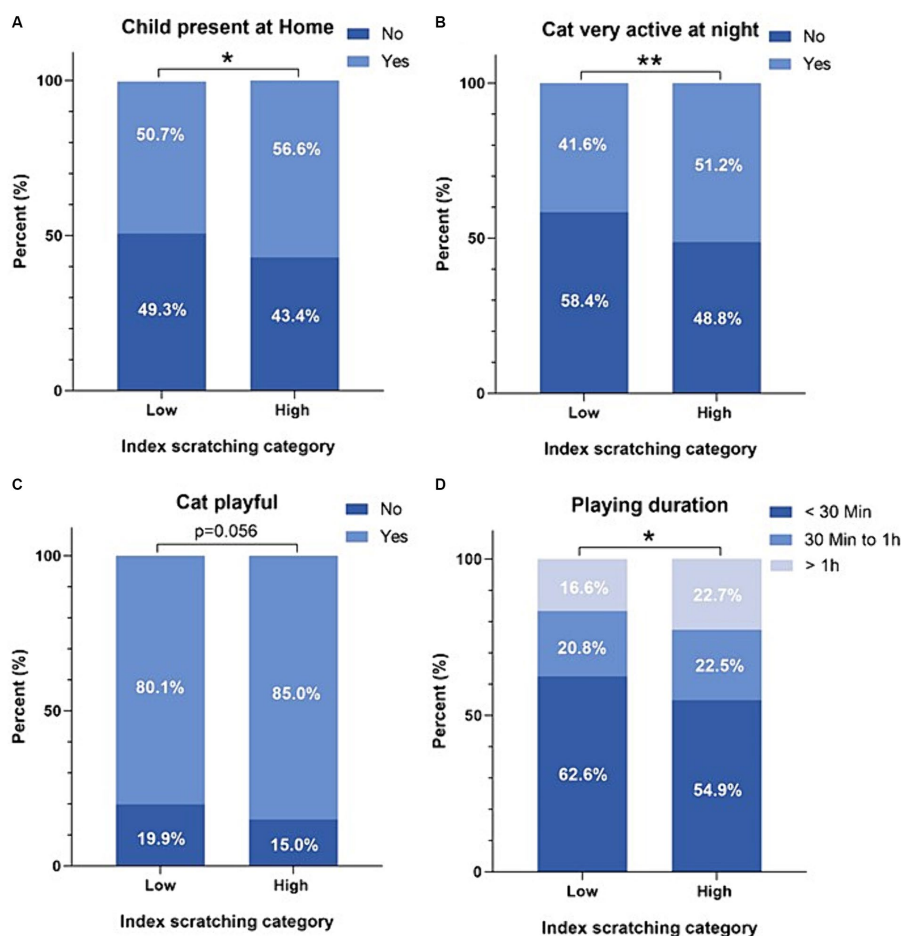 A
Child present at Home
No
Yes
*
100
50
0
Percent (%)
50.7%
56.6%
49.3%
43.4%
Low
High
Index scratching category
B
Cat very active at night
No
Yes
**
100
50
0
Percent (%)
41.6%
51.2%
58.4%
48.8%
Low
High
Index scratching category
C
Cat playful
No
Yes
p=0.056
100
50
0
Percent (%)
80.1%
85.0%
19.9%
15.0%
Low
High
Index scratching category
D
Playing duration
< 30 Min
30 Min to 1h
> 1h
*
100
50
0
Percent (%)
16.6%
22.7%
20.8%
22.5%
62.6%
54.9%
Low
High
Index scratching category